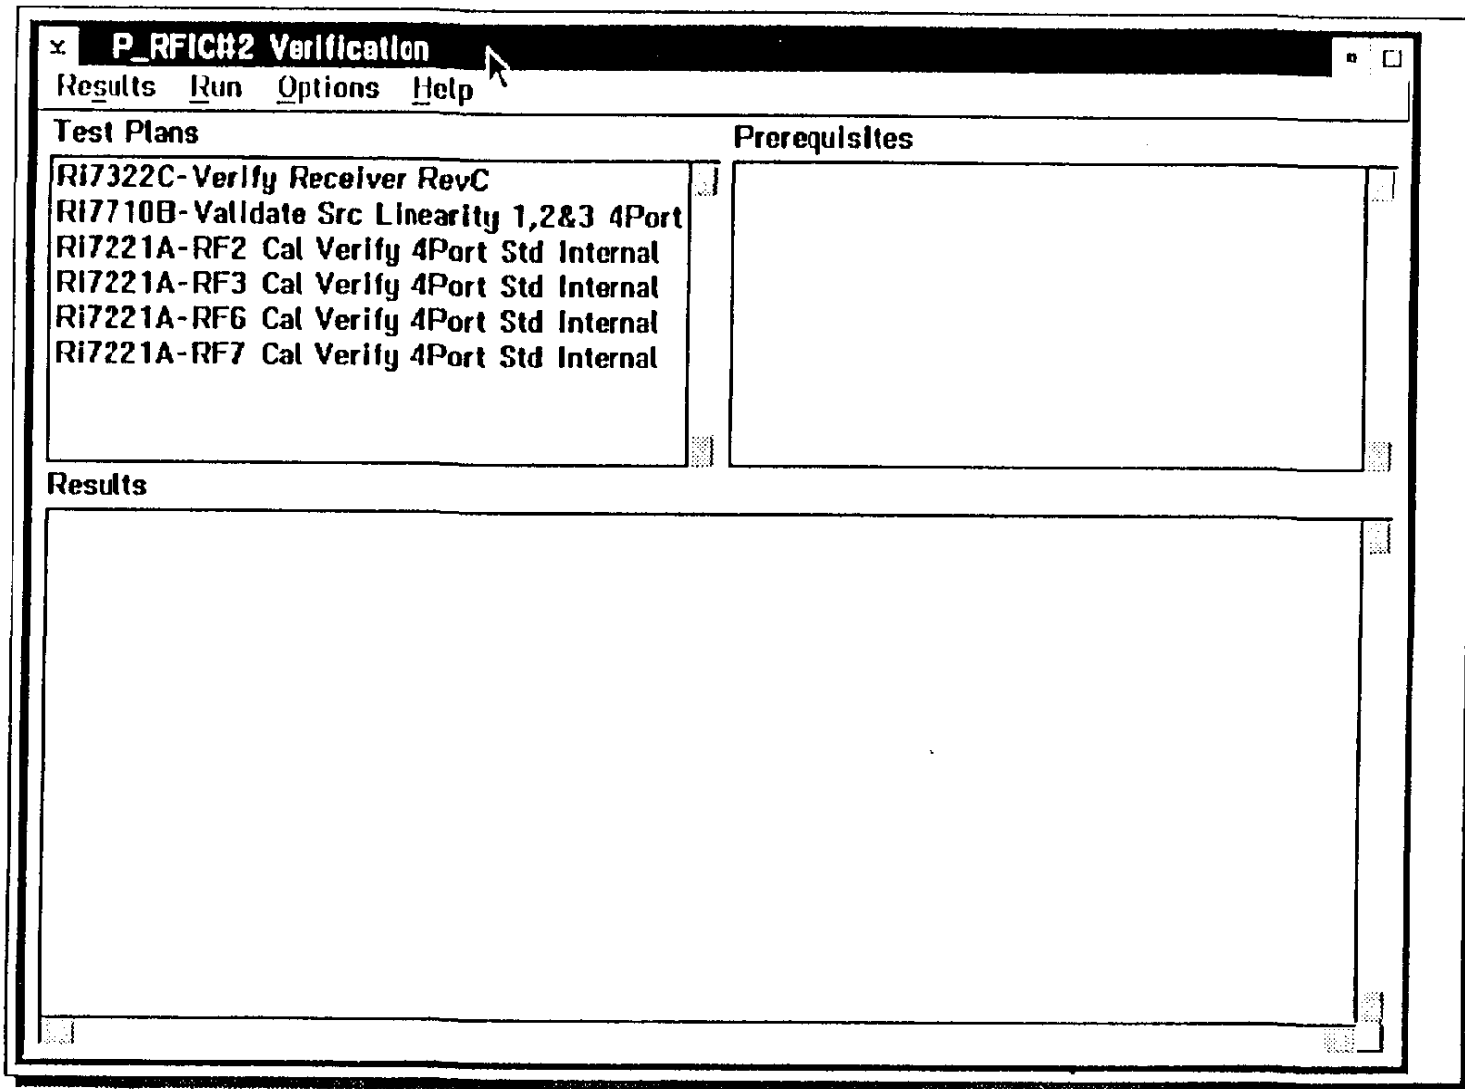 P_RFIC#2 Verification
Results Run Options Help
Test Plans
Prerequisites
Ri7322C-Verify Receiver RevC
Ri7710B-Validate Src Linearity 1,2&3 4Port
Ri7221A-RF2 Cal Verify 4Port Std Internal
Ri7221A-RF3 Cal Verify 4Port Std Internal
Ri7221A-RF6 Cal Verify 4Port Std Internal
Ri7221A-RF7 Cal Verify 4Port Std Internal
Results